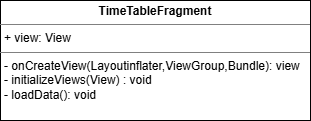 TimeTableFragment
+ view: View
- onCreateView(Layoutinflater,ViewGroup,Bundle): view
- initializeViews(View) : void
- loadData(): void